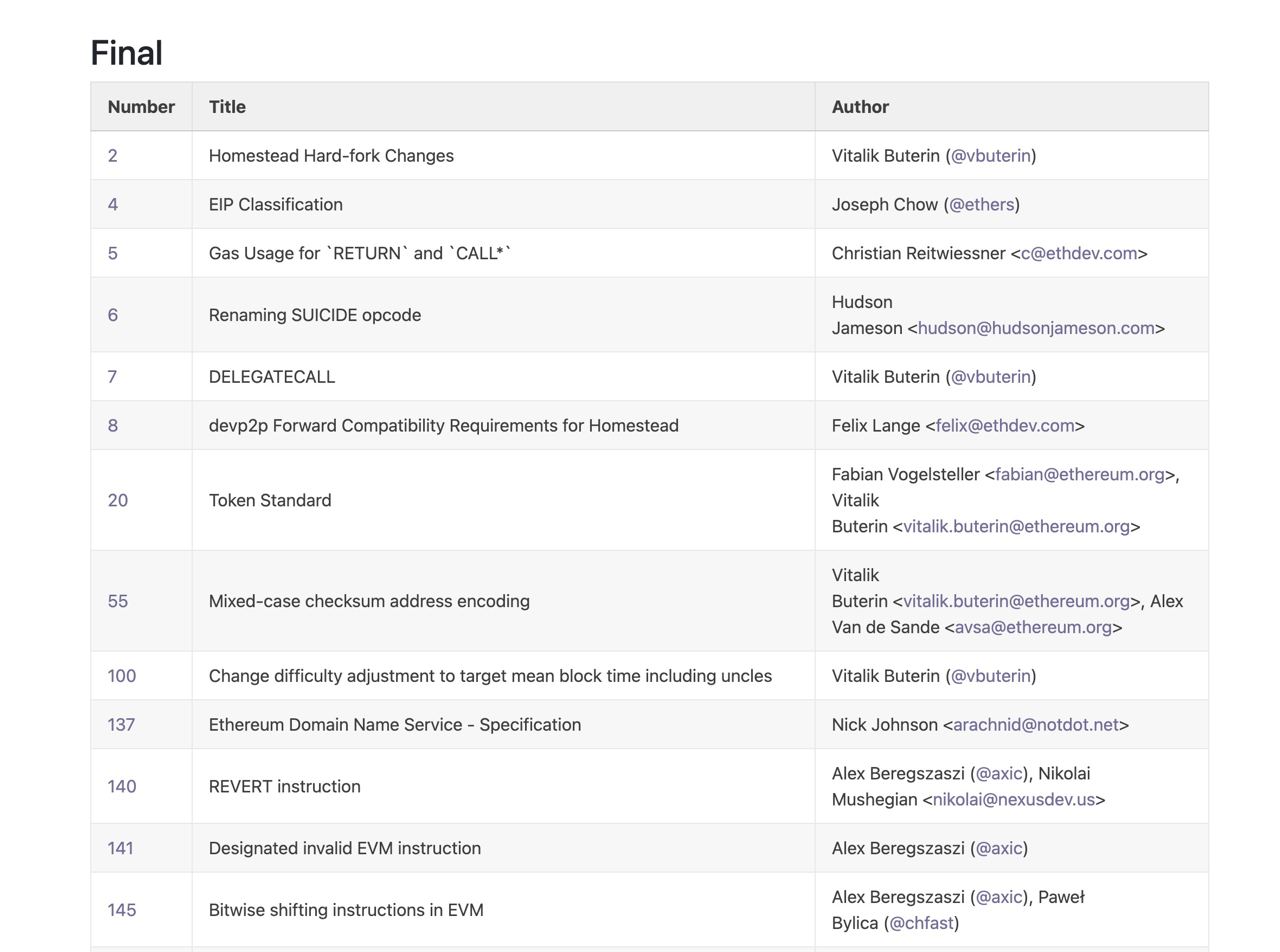 Final
Number Title Author
2 Homestead Hard-fork Changes Vitalik Buterin (@vbuterin)
4 EIP Classification Joseph Chow (@ethers)
5 Gas Usage for `RETURN` and `CALL*` Christian Reitwiessner <c@ethdev.com>
6 Renaming SUICIDE opcode Hudson
Jameson <hudson@hudsonjameson.com>
7 DELEGATECALL Vitalik Buterin (@vbuterin)
8 devp2p Forward Compatibility Requirements for Homestead Felix Lange <felix@ethdev.com>
20 Token Standard Fabian Vogelsteller <fabian@ethereum.org>,
Vitalik
Buterin <vitalik.buterin@ethereum.org>
55 Mixed-case checksum address encoding Vitalik
Buterin <vitalik.buterin@ethereum.org>, Alex
Van de Sande <avsa@ethereum.org>
100 Change difficulty adjustment to target mean block time including uncles Vitalik Buterin (@vbuterin)
137 Ethereum Domain Name Service - Specification Nick Johnson <arachnid@notdot.net>
140 REVERT instruction Alex Beregszaszi (@axic), Nikolai
Mushegian <nikolai@nexusdev.us>
141 Designated invalid EVM instruction Alex Beregszaszi (@axic)
145 Bitwise shifting instructions in EVM Alex Beregszaszi (@axic), Paweł
Bylica (@chfast)